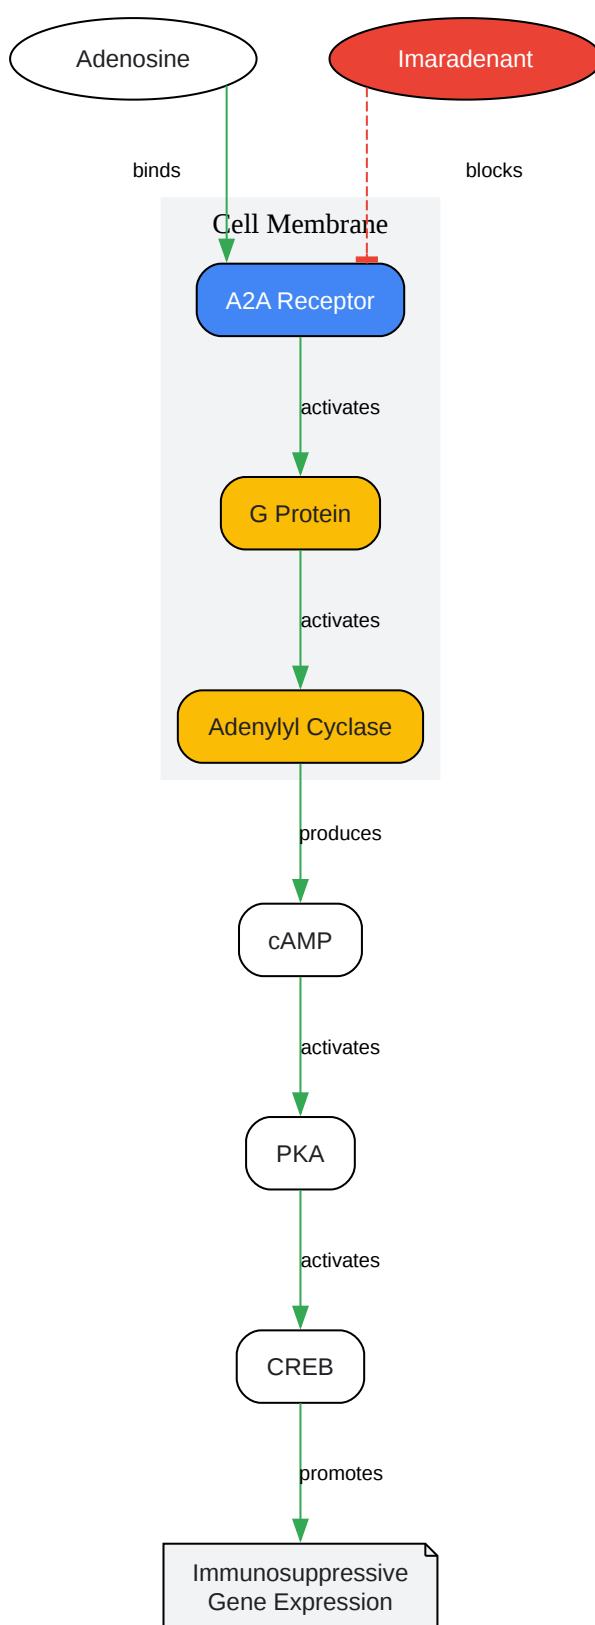 Adenosine
Imaradenant
binds
blocks
Cell Membrane
A2A Receptor
activates
G Protein
activates
Adenylyl Cyclase
produces
cAMP
activates
PKA
activates
CREB
promotes
Immunosuppressive
Gene Expression